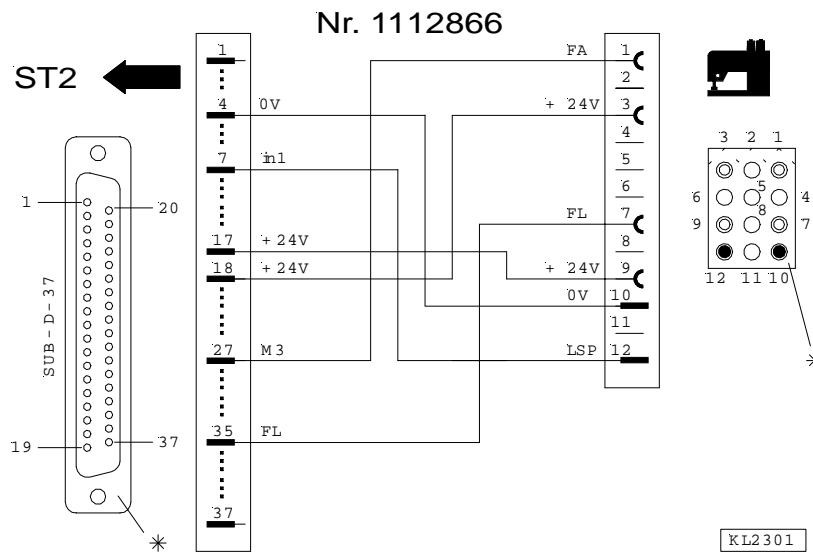 Nr. 1112866
ST2
1
4 0V
7 in1
17 +24V
18 +24V
27 M3
35 FL
37
FA 1
2
+ 24V 3
4
5
6
FL 7
8
+ 24V 9
0V 10
11
LSP 12
1 20
SUB-D-37
19 37
*
3 2 1
6 5 4
9 8 7
12 11 10
*
KL2301